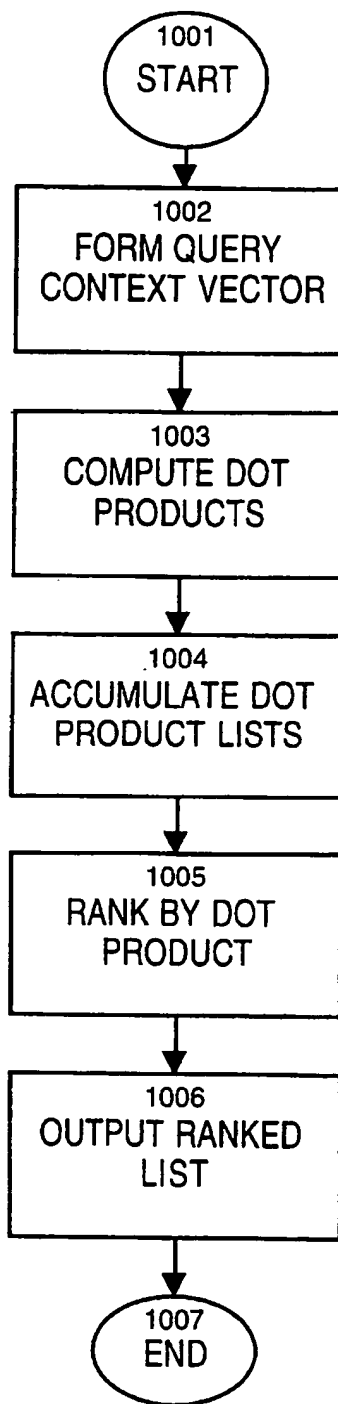 1001
START
1002
FORM QUERY
CONTEXT VECTOR
1003
COMPUTE DOT
PRODUCTS
1004
ACCUMULATE DOT
PRODUCT LISTS
1005
RANK BY DOT
PRODUCT
1006
OUTPUT RANKED
LIST
1007
END